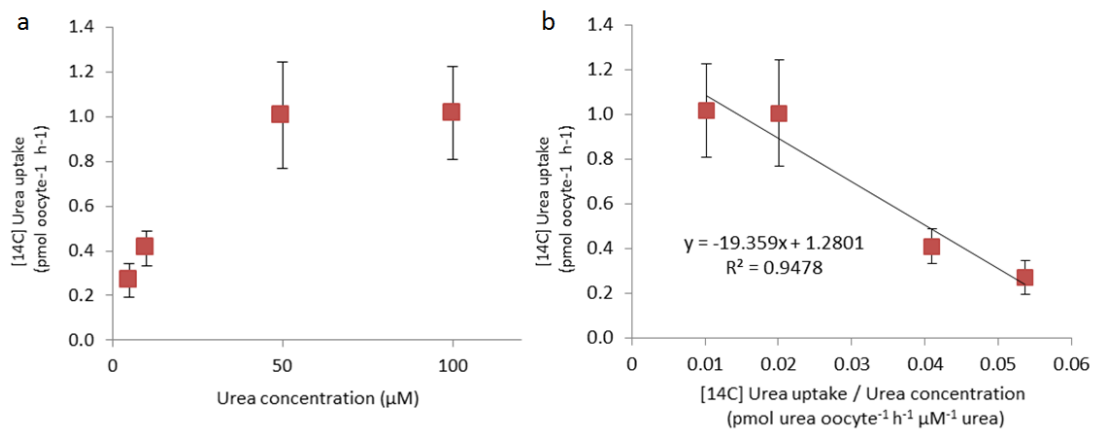 a
1.4
1.2
1.0
0.8
0.6
0.4
0.2
0.0
[14C] Urea uptake
(pmol oocyte-1 h-1)
50
100
Urea concentration (µM)
b
1.4
1.2
1.0
0.8
0.6
0.4
0.2
0.0
[14C] Urea uptake
(pmol oocyte-1 h-1)
y = -19.359x + 1.2801
R² = 0.9478
0
0.01
0.02
0.03
0.04
0.05
0.06
[14C] Urea uptake / Urea concentration
(pmol urea oocyte⁻¹ h⁻¹ µM⁻¹ urea)